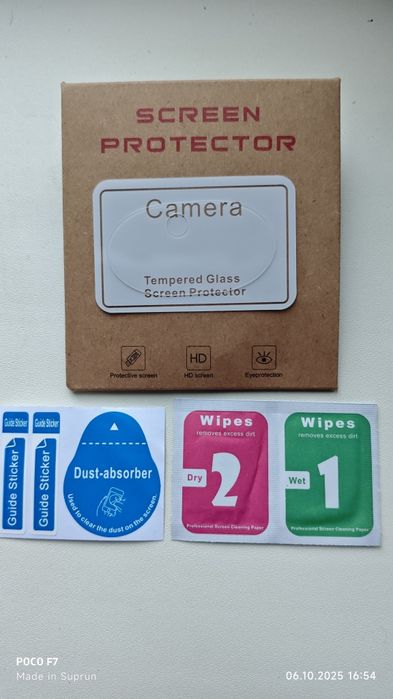 SCREEN
PROTECTOR
Camera
Tempered Glass
Screen Protector
HD
Protective screen
HD screen
Eyeprotection
Guide Sticker
Guide Sticker
Guide Sticker
Guide Sticker
Dust-absorber
Used to clear the dust on the screen.
Wipes
removes excess dirt
Dry
2
Professional Screen Cleaning Paper
Wipes
removes excess dirt
Wet
1
Professional Screen Cleaning Paper
POCO F7
Made in Suprun
06.10.2025 16:54